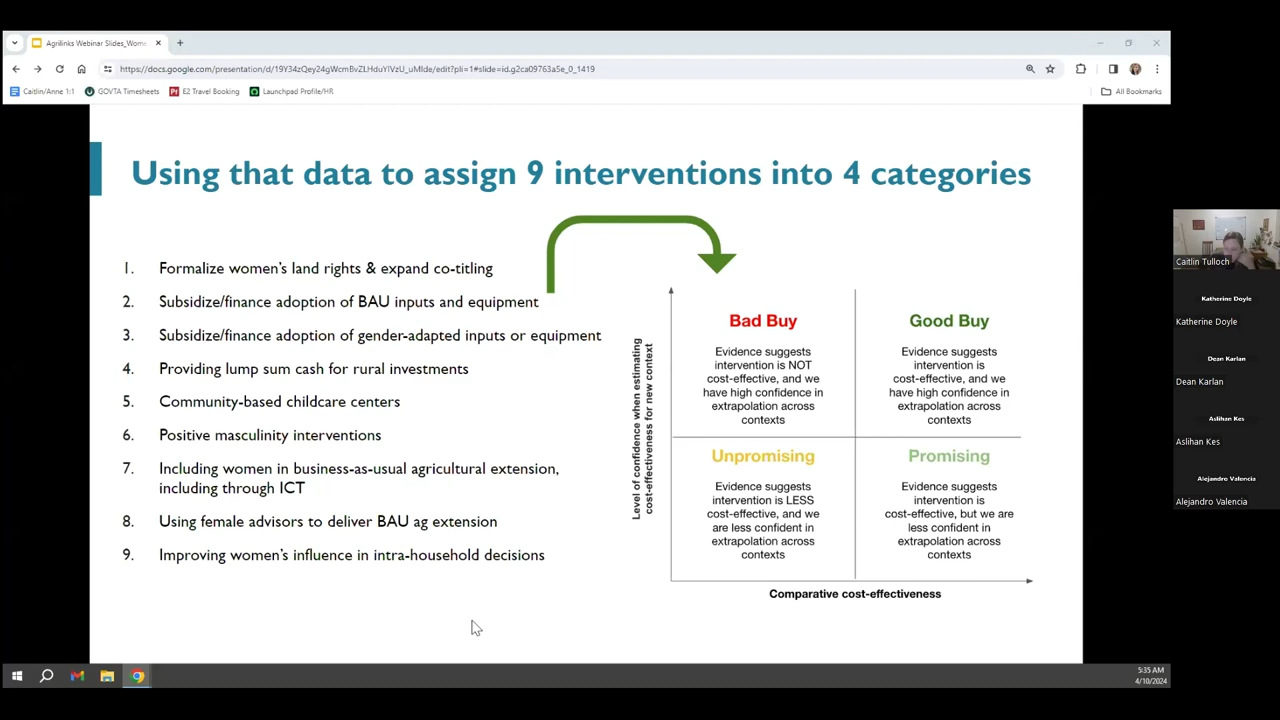 Agrilinks Webinar Slides_Wome
https://docs.google.com/presentation/d/19Y34zQey24gWcmBvZLHduYlVzU_uMlde/edit?pli=1#slide=id.g2ca09763a5e_0_1419
Caitlin/Anne 1:1
GOVTA Timesheets
E2 Travel Booking
Launchpad Profile/HR
All Bookmarks
Using that data to assign 9 interventions into 4 categories
1. Formalize women's land rights & expand co-titling
2. Subsidize/finance adoption of BAU inputs and equipment
3. Subsidize/finance adoption of gender-adapted inputs or equipment
4. Providing lump sum cash for rural investments
5. Community-based childcare centers
6. Positive masculinity interventions
7. Including women in business-as-usual agricultural extension,
including through ICT
8. Using female advisors to deliver BAU ag extension
9. Improving women's influence in intra-household decisions
Level of confidence when estimating
cost-effectiveness for new context
Bad Buy
Evidence suggests
intervention is NOT
cost-effective, and we
have high confidence in
extrapolation across
contexts
Good Buy
Evidence suggests
intervention is
cost-effective, and we
have high confidence in
extrapolation across
contexts
Unpromising
Evidence suggests
intervention is LESS
cost-effective, and we
are less confident in
extrapolation across
contexts
Promising
Evidence suggests
intervention is
cost-effective, but we are
less confident in
extrapolation across
contexts
Comparative cost-effectiveness
Caitlin Tulloch
Katherine Doyle
Katherine Doyle
Dean Karlan
Dean Karlan
Aslihan Kes
Aslihan Kes
Alejandro Valencia
Alejandro Valencia
5:35 AM
4/10/2024